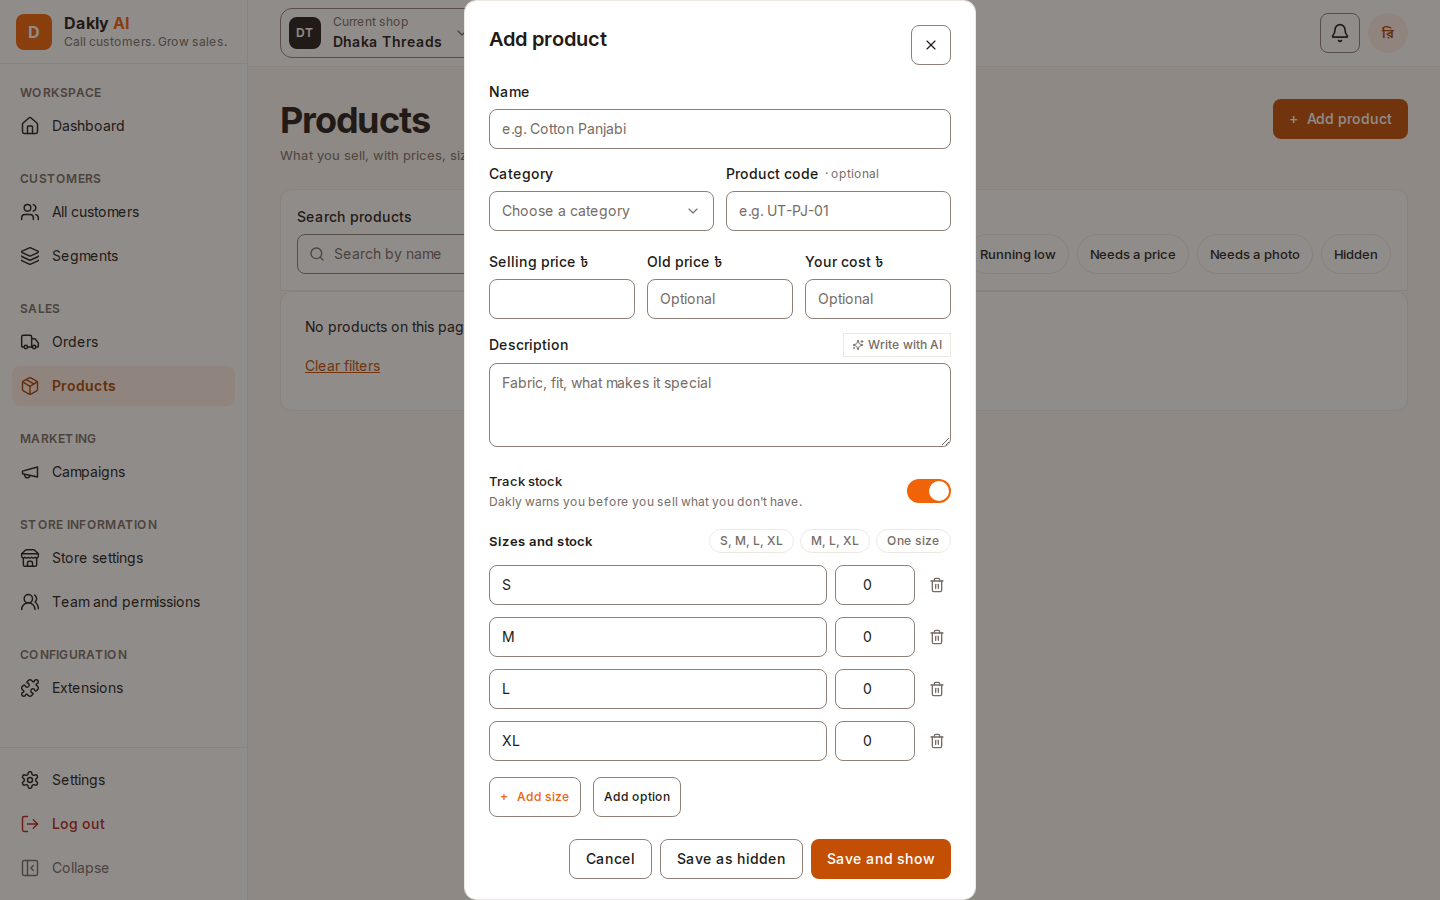 D
Dakly AI
Call customers. Grow sales.
WORKSPACE
Dashboard
CUSTOMERS
All customers
Segments
SALES
Orders
Products
MARKETING
Campaigns
STORE INFORMATION
Store settings
Team and permissions
CONFIGURATION
Extensions
Settings
Log out
Collapse
DT
Current shop
Dhaka Threads
রি
Products
What you sell, with prices,
+ Add product
Search products
Search by name
Running low
Needs a price
Needs a photo
Hidden
No products on this
Clear filters
Add product
Name
e.g. Cotton Panjabi
Category
Product code · optional
Choose a category
e.g. UT-PJ-01
Selling price ৳
Old price ৳
Your cost ৳
Optional
Optional
Description
Write with AI
Fabric, fit, what makes it special
Track stock
Dakly warns you before you sell what you don't have.
Sizes and stock
S, M, L, XL
M, L, XL
One size
S 0
M 0
L 0
XL 0
+ Add size
Add option
Cancel
Save as hidden
Save and show